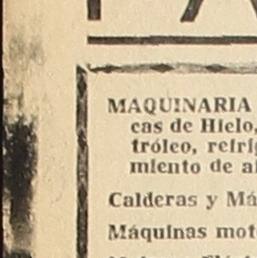 MAQUINARIA
cas de Hielo,
tróleo, refri
miento de a
Calderas y Má
Máquinas mot